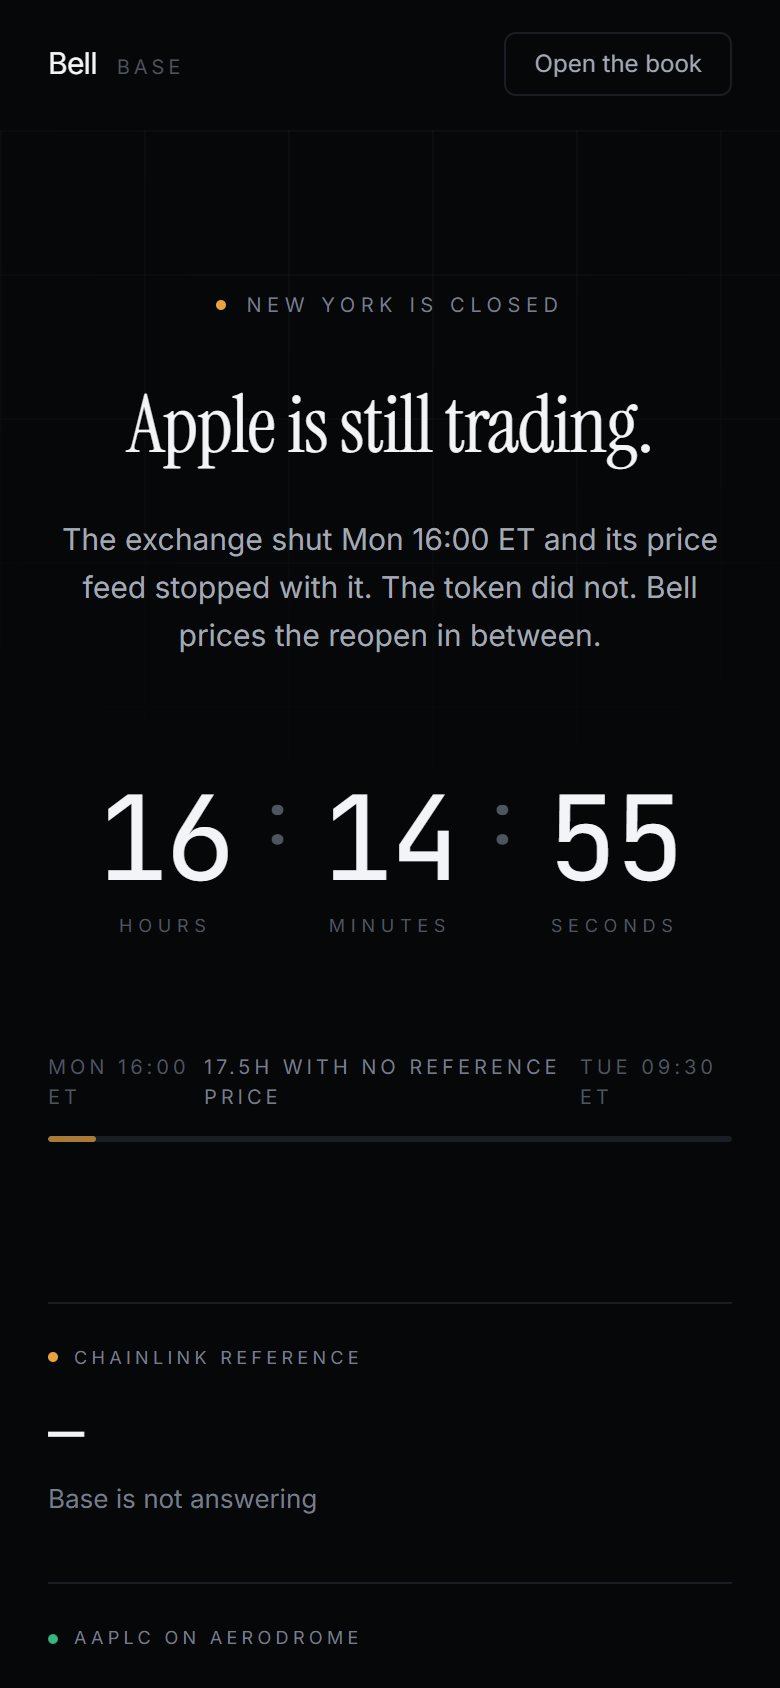 Bell BASE
Open the book
NEW YORK IS CLOSED
Apple is still trading.
The exchange shut Mon 16:00 ET and its price
feed stopped with it. The token did not. Bell
prices the reopen in between.
16 : 14 : 55
HOURS MINUTES SECONDS
MON 16:00 ET
17.5H WITH NO REFERENCE PRICE
TUE 09:30 ET
CHAINLINK REFERENCE
—
Base is not answering
AAPLC ON AERODROME